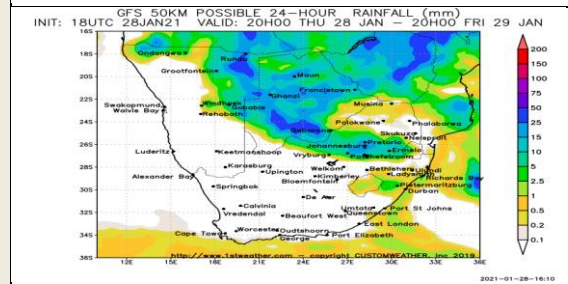 GFS 50KM POSSIBLE 24-HOUR RAINFALL (mm)
INIT: 18UTC 28JAN21 VALID: 20H00 THU 28 JAN - 20H00 FRI 29 JAN
16S
Ondangwa
Rundu
18S
Grootfontein
20S
Maun
Ghanzi
Francistown
200
150
100
75
50
25
20
15
10
5
2.5
1
0.5
0.2
0.1
22S
Swakopmund
Walvis Bay
Windhoek
Gobabis
Rehoboth
Musina
24S
Polokwane
Phalabora
Gaborone
Skukuza
Nelspruit
26S
Luderitz
Keetmanshoop
Johannesburg
Pretoria
Ermelo
Vryburg
Potchefstroom
28S
Alexander Bay
Karasburg
Upington
Welkom
Kimberley
Bloemfontein
Bethlehem
Ladysmith
Ulundi
Richards Bay
30S
Springbok
Pietermaritzburg
Durban
De Aar
32S
Calvinia
Vredendal
Beaufort West
Umtata
Queenstown
Port St Johns
34S
Cape Town
Worcester
Oudtshoorn
George
Port Elizabeth
East London
36S
http://www.1stweather.com - copyright CUSTOMWEATHER, Inc 2019
12E 15E 18E 21E 24E 27E 30E 33E 36E
2021-01-28-16:10